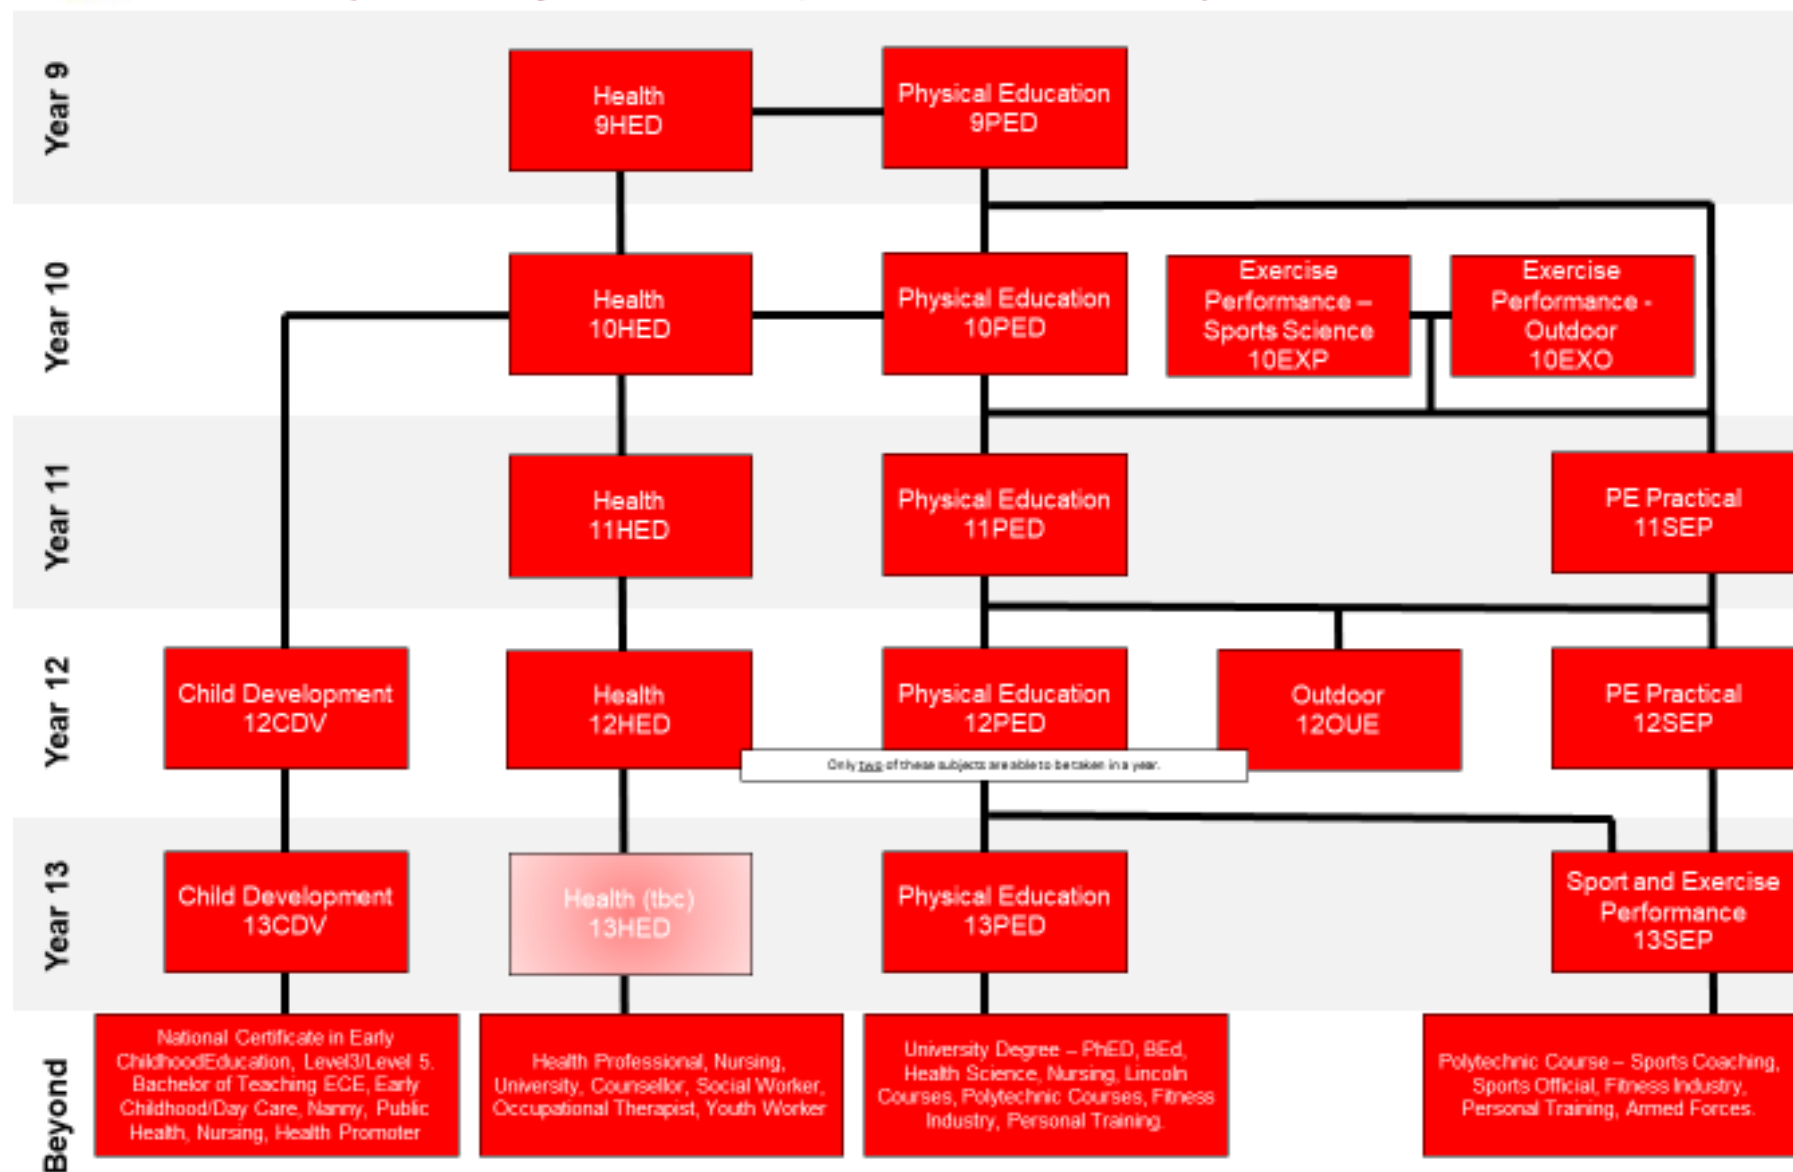 Year 9
Health
9HED
Physical Education
9PED
Year 10
Health
10HED
Physical Education
10PED
Exercise
Performance –
Sports Science
10EXP
Exercise
Performance -
Outdoor
10EXO
Year 11
Health
11HED
Physical Education
11PED
PE Practical
11SEP
Year 12
Child Development
12CDV
Health
12HED
Physical Education
12PED
Outdoor
12OUE
PE Practical
12SEP
Only two of these subjects are able to be taken in a year.
Year 13
Child Development
13CDV
Health (tbc)
13HED
Physical Education
13PED
Sport and Exercise
Performance
13SEP
Beyond
National Certificate in Early
ChildhoodEducation, Level3/Level 5.
Bachelor of Teaching ECE, Early
Childhood/Day Care, Nanny, Public
Health, Nursing, Health Promoter
Health Professional, Nursing,
University, Counsellor, Social Worker,
Occupational Therapist, Youth Worker
University Degree – PhED, BEd,
Health Science, Nursing, Lincoln
Courses, Polytechnic Courses, Fitness
Industry, Personal Training.
Polytechnic Course – Sports Coaching,
Sports Official, Fitness Industry,
Personal Training, Armed Forces.